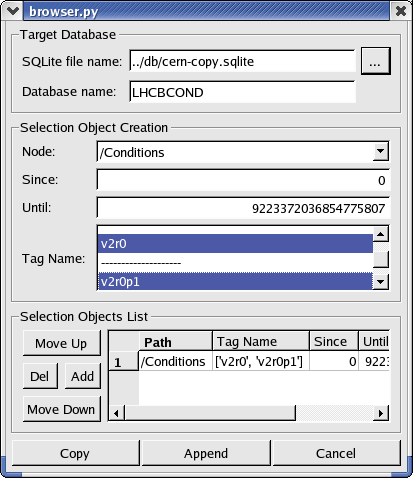 browser.py
Target Database
SQLite file name: ../db/cern-copy.sqlite ...
Database name: LHCBCOND
Selection Object Creation
Node: /Conditions
Since: 0
Until: 9223372036854775807
v2r0
Tag Name: --------------------
v2r0p1
Selection Objects List
Move Up
Del Add
Move Down
Path Tag Name Since Until
1 /Conditions ['v2r0', 'v2r0p1'] 0 9223
Copy Append Cancel